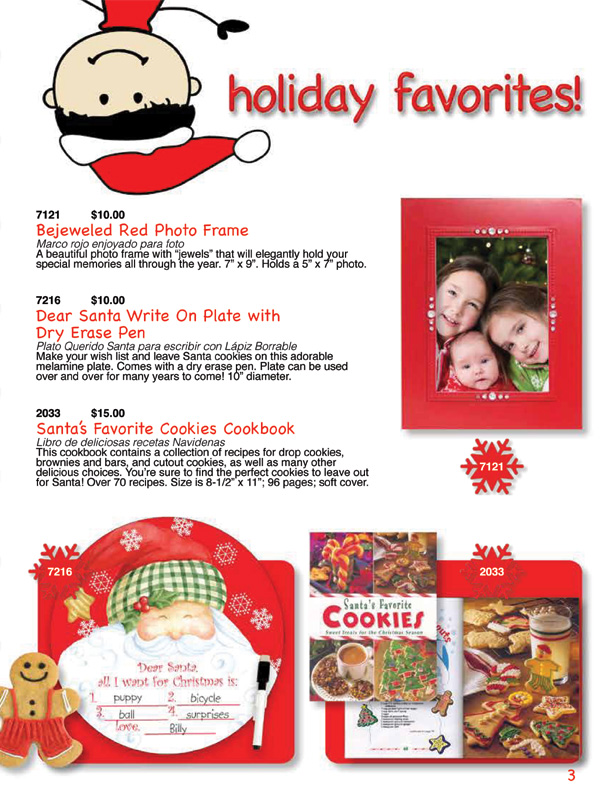 holiday favorites!
7121 $10.00
Bejeweled Red Photo Frame
Marco rojo enjoyado para foto
A beautiful photo frame with “jewels” that will elegantly hold your
special memories all through the year. 7” x 9”. Holds a 5” x 7” photo.
7216 $10.00
Dear Santa Write On Plate with
Dry Erase Pen
Plato Querido Santa para escribir con Lápiz Borrable
Make your wish list and leave Santa cookies on this adorable
melamine plate. Comes with a dry erase pen. Plate can be used
over and over for many years to come! 10” diameter.
2033 $15.00
Santa’s Favorite Cookies Cookbook
Libro de deliciosas recetas Navidenas
This cookbook contains a collection of recipes for drop cookies,
brownies and bars, and cutout cookies, as well as many other
delicious choices. You’re sure to find the perfect cookies to leave out
for Santa! Over 70 recipes. Size is 8-1/2” x 11”; 96 pages; soft cover.
7121
7216
Dear Santa,
all I want for Christmas is:
1. puppy 2. bicycle
3. ball 4. surprises
Love, Billy
2033
Santa's Favorite
COOKIES
Sweet Treats for the Christmas Season
3